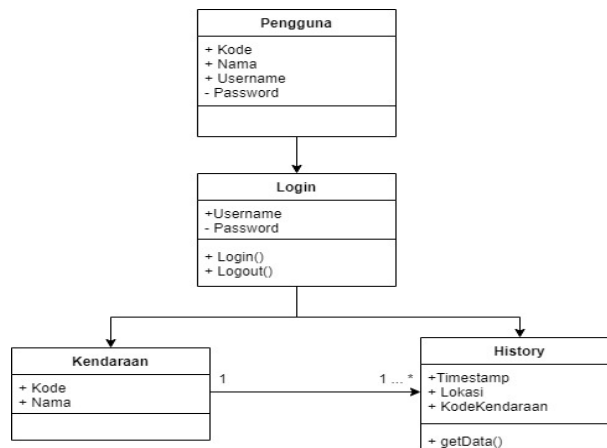 Pengguna
+ Kode
+ Nama
+ Username
- Password
Login
+Username
- Password
+ Login()
+ Logout()
Kendaraan
+ Kode
+ Nama
1
1 ... *
History
+Timestamp
+ Lokasi
+ KodeKendaraan
+ getData()